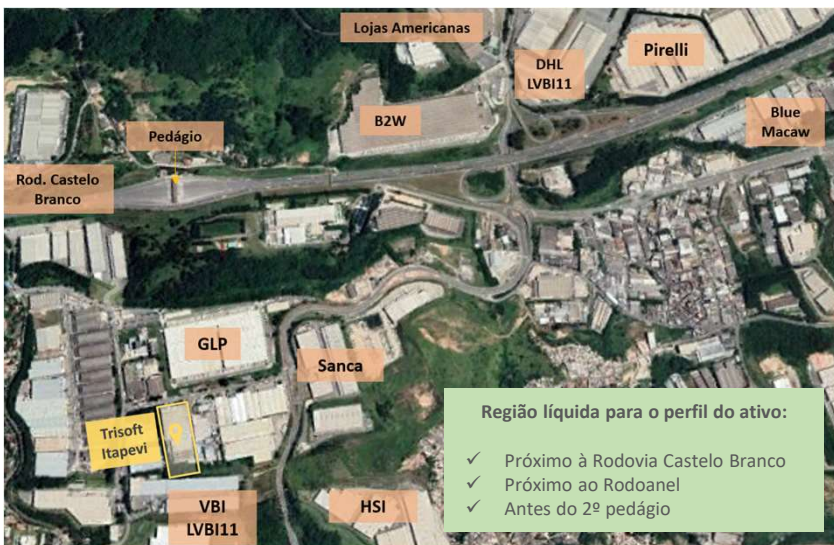 Lojas Americanas
DHL
LVBI11
Pirelli
B2W
Blue
Macaw
Pedágio
Rod. Castelo
Branco
GLP
Sanca
Trisoft
Itapevi
VBI
LVBI11
HSI
Região líquida para o perfil do ativo:
✓ Próximo à Rodovia Castelo Branco
✓ Próximo ao Rodoanel
✓ Antes do 2º pedágio